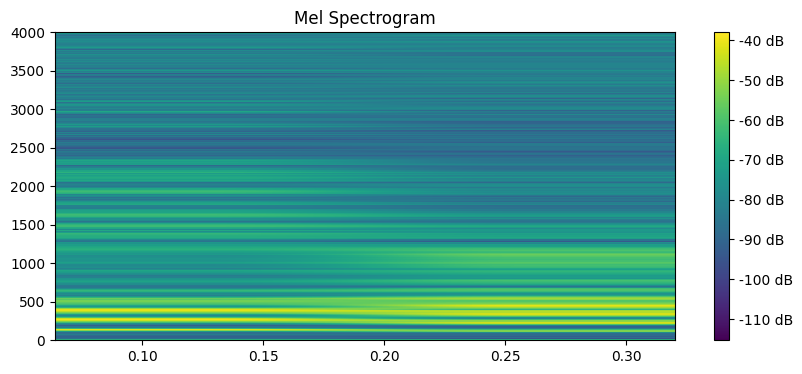 Mel Spectrogram
4000
3500
3000
2500
2000
1500
1000
500
0
0.10 0.15 0.20 0.25 0.30
-40 dB
-50 dB
-60 dB
-70 dB
-80 dB
-90 dB
-100 dB
-110 dB